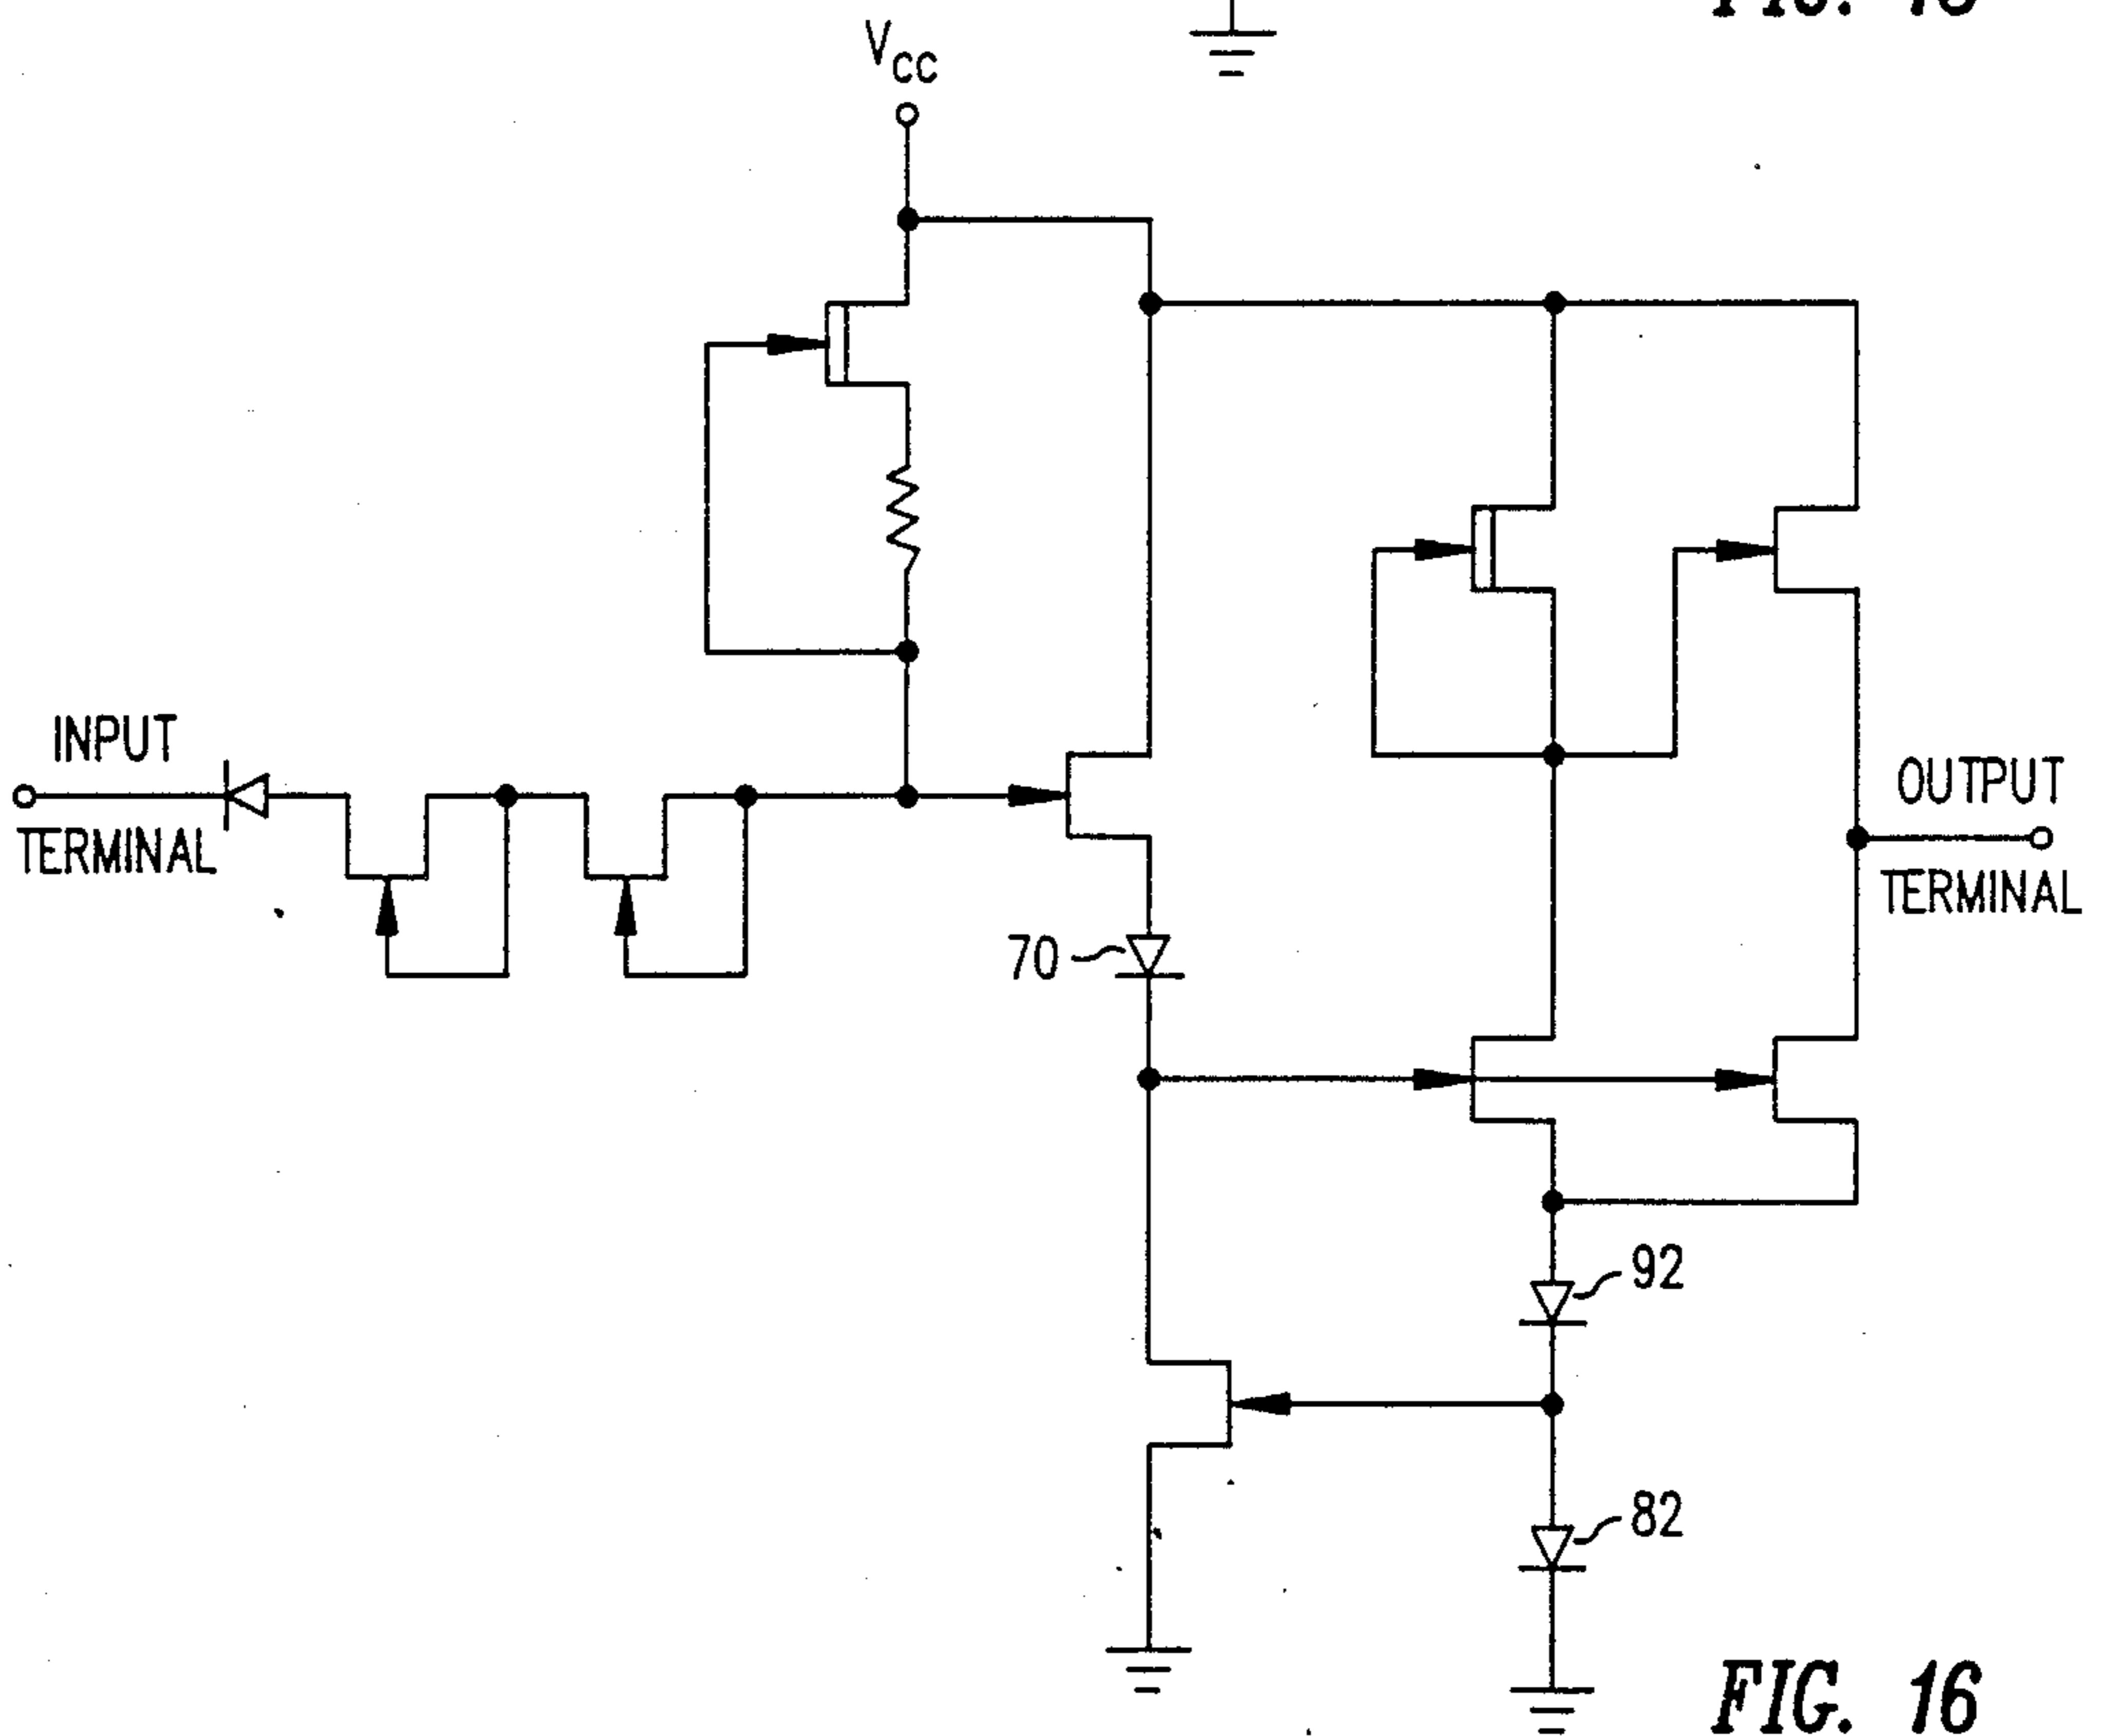 VCC
INPUT
TERMINAL
OUTPUT
TERMINAL
70
92
82
FIG. 16